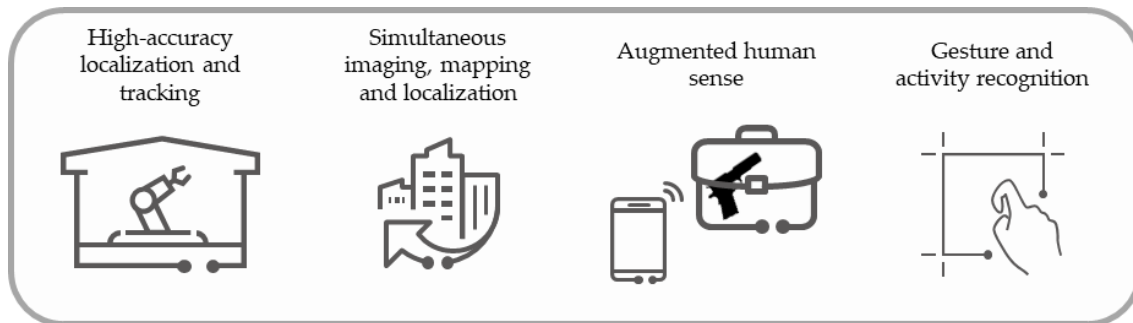 High-accuracy
localization and
tracking
Simultaneous
imaging, mapping
and localization
Augmented human
sense
Gesture and
activity recognition